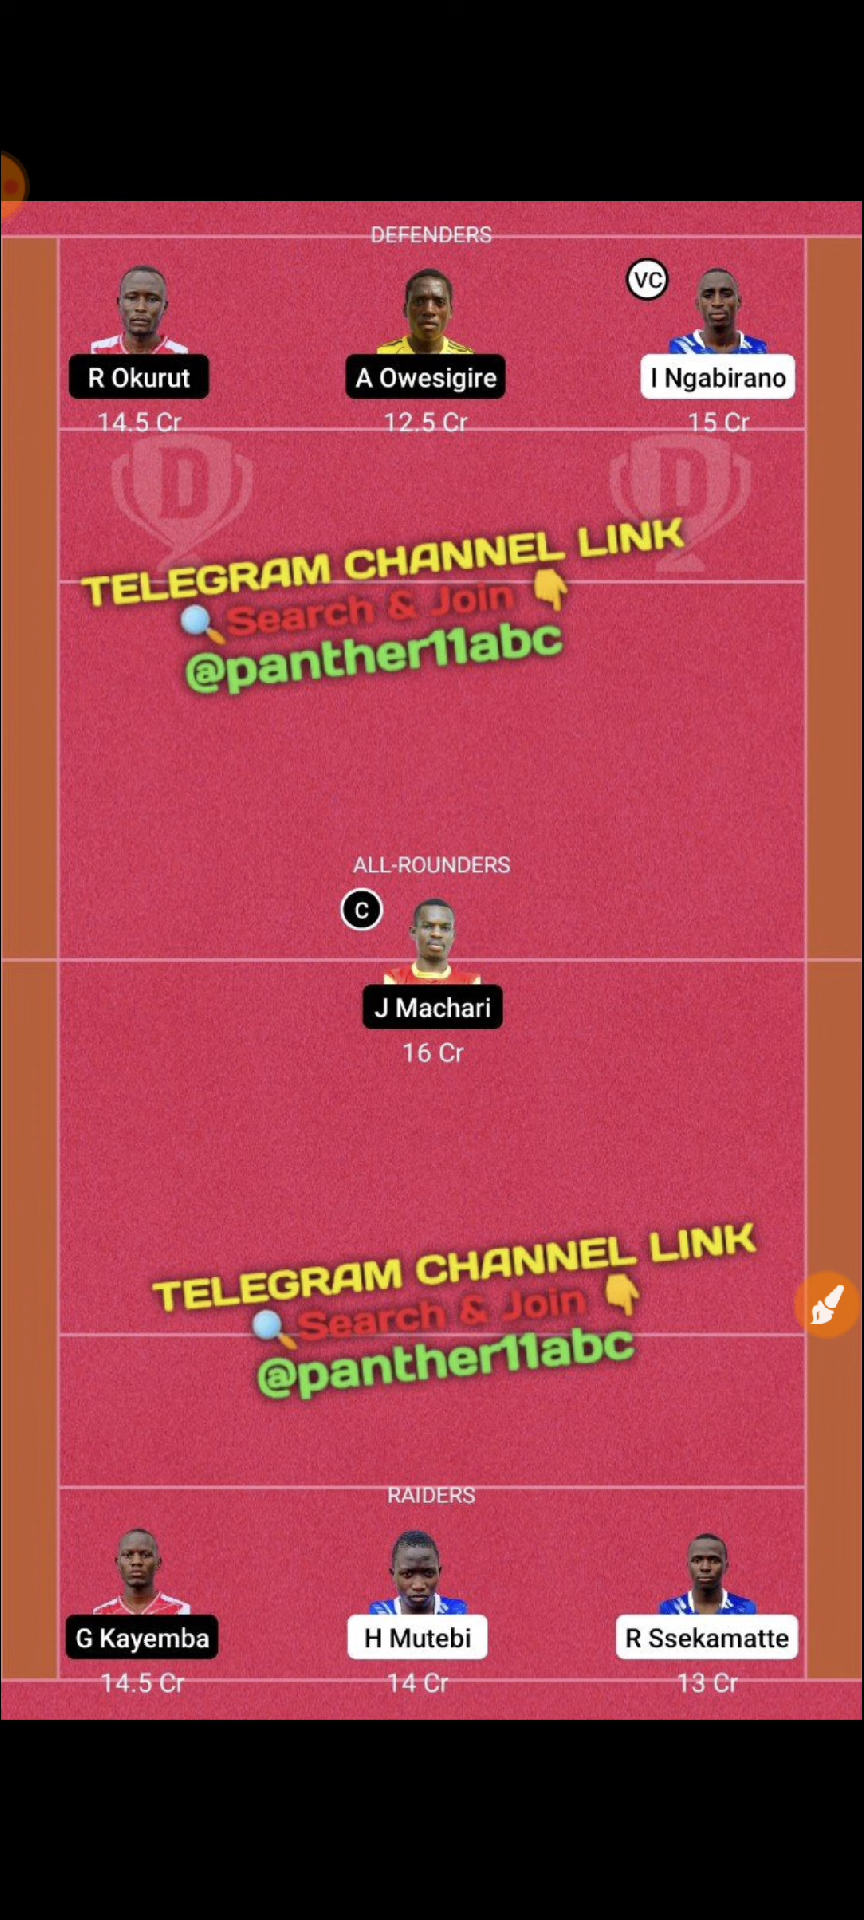 DEFENDERS
VC
R Okurut
A Owesigire
I Ngabirano
14.5 Cr
12.5 Cr
15 Cr
D
D
TELEGRAM CHANNEL LINK
Search & Join
@panther11abc
ALL-ROUNDERS
C
J Machari
16 Cr
TELEGRAM CHANNEL LINK
Search & Join
@panther11abc
RAIDERS
G Kayemba
H Mutebi
R Ssekamatte
14.5 Cr
14 Cr
13 Cr